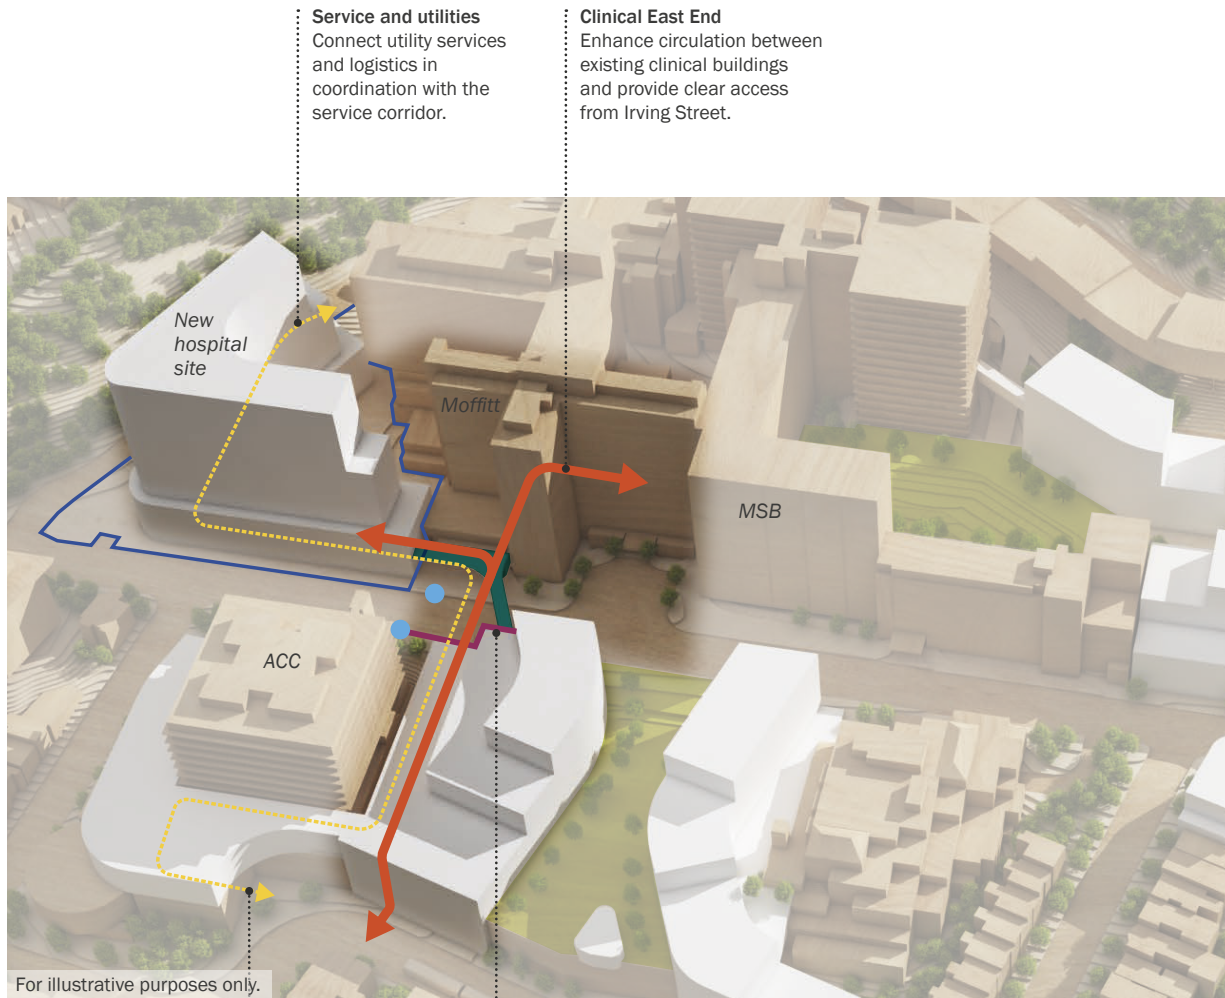 Service and utilities
Connect utility services
and logistics in
coordination with the
service corridor.
Clinical East End
Enhance circulation between
existing clinical buildings
and provide clear access
from Irving Street.
New
hospital
site
Moffitt
MSB
ACC
For illustrative purposes only.